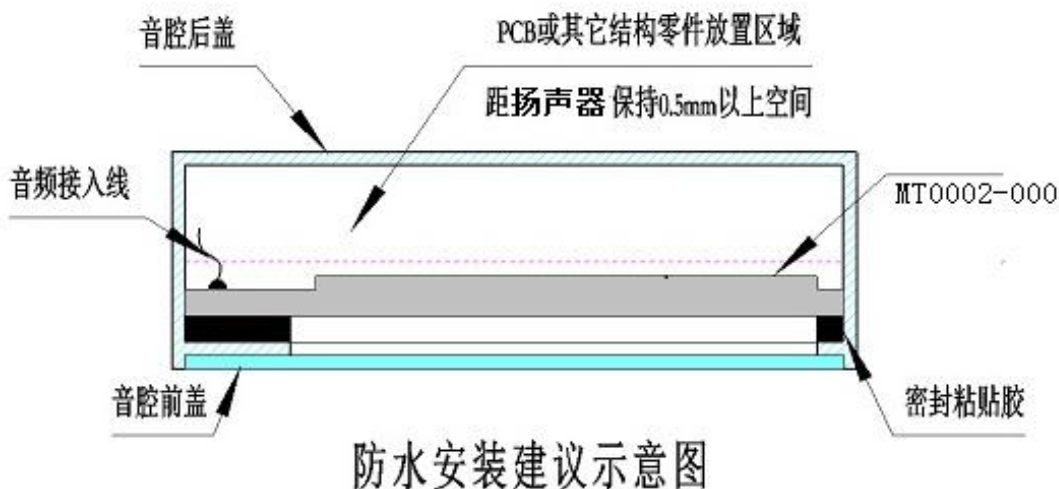 音腔后盖
PCB或其它结构零件放置区域
距扬声器 保持0.5mm以上空间
音频接入线
MT0002-000
音腔前盖
密封粘贴胶
防水安装建议示意图